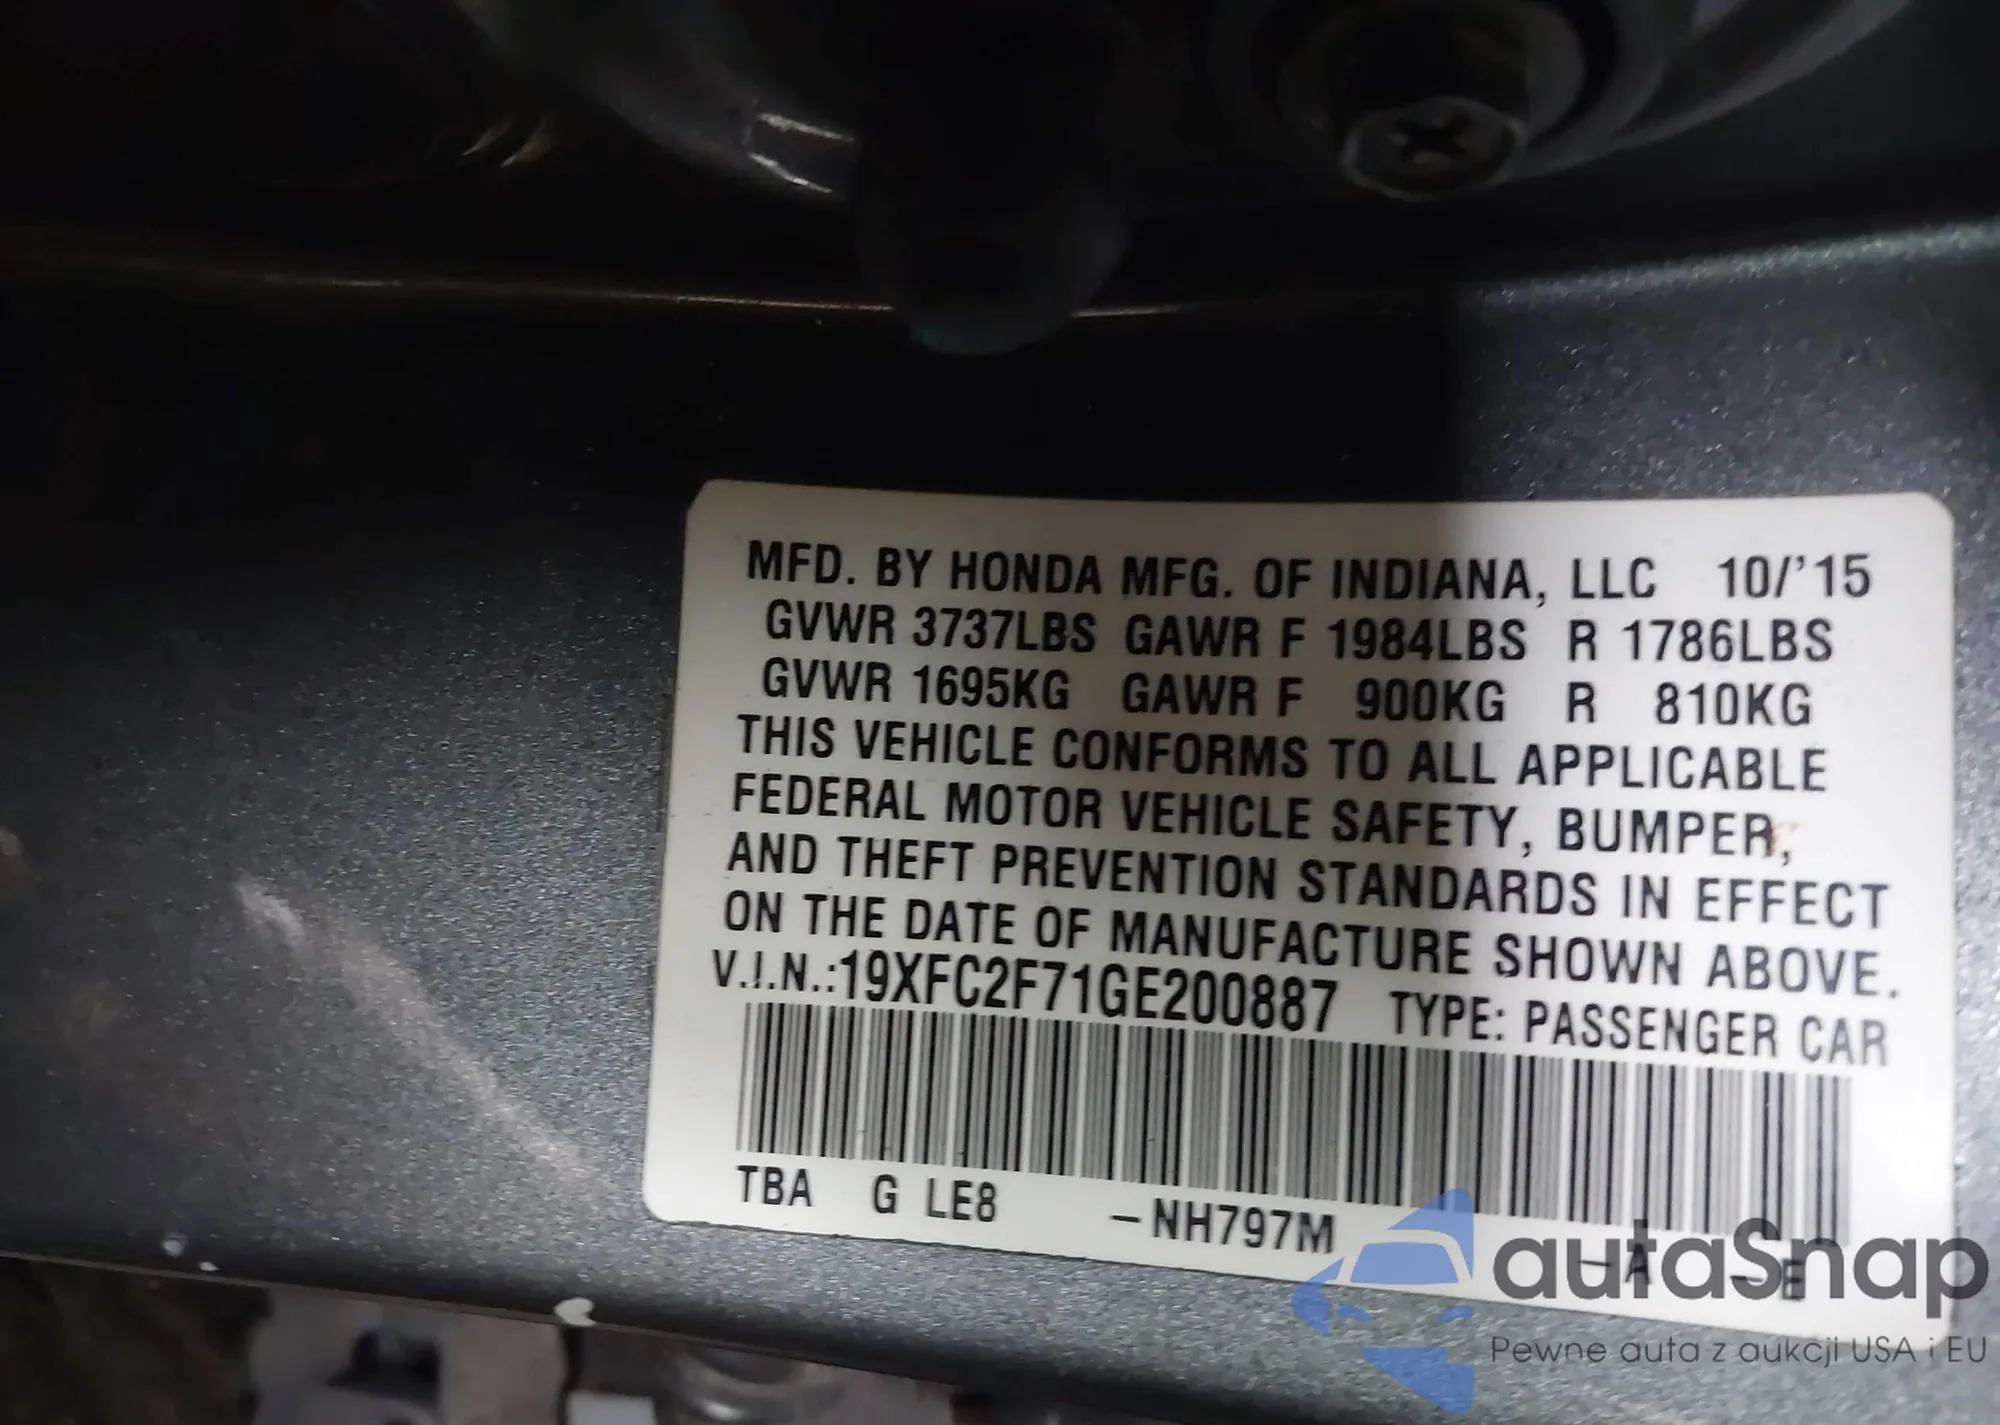 MFD. BY HONDA MFG. OF INDIANA, LLC 10/'15
GVWR 3737LBS GAWR F 1984LBS R 1786LBS
GVWR 1695KG GAWR F 900KG R 810KG
THIS VEHICLE CONFORMS TO ALL APPLICABLE
FEDERAL MOTOR VEHICLE SAFETY, BUMPER,
AND THEFT PREVENTION STANDARDS IN EFFECT
ON THE DATE OF MANUFACTURE SHOWN ABOVE.
V.I.N.:19XFC2F71GE200887 TYPE: PASSENGER CAR
TBA G LE8 –NH797M –A –E
autaSnap
Pewne auta z aukcji USA i EU